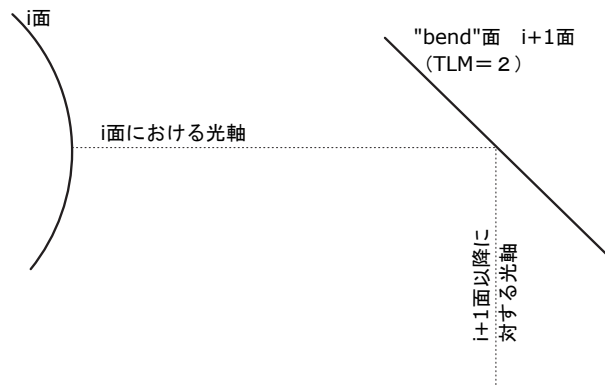 i面
"bend"面　i+1面
（TLM＝２）
i面における光軸
i+1面以降に
対する光軸